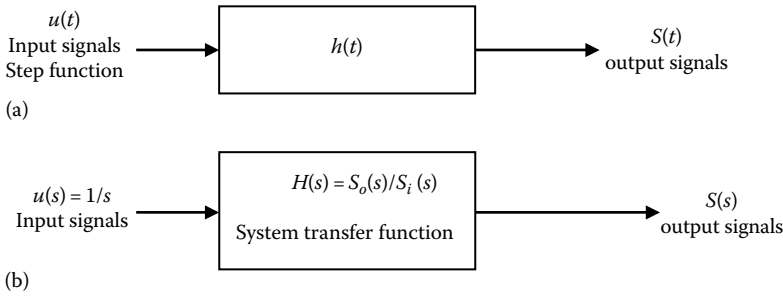 u(t)
Input signals
Step function
h(t)
S(t)
output signals
(a)
u(s) = 1/s
Input signals
H(s) = Sₒ(s)/Sᵢ (s)
System transfer function
S(s)
output signals
(b)